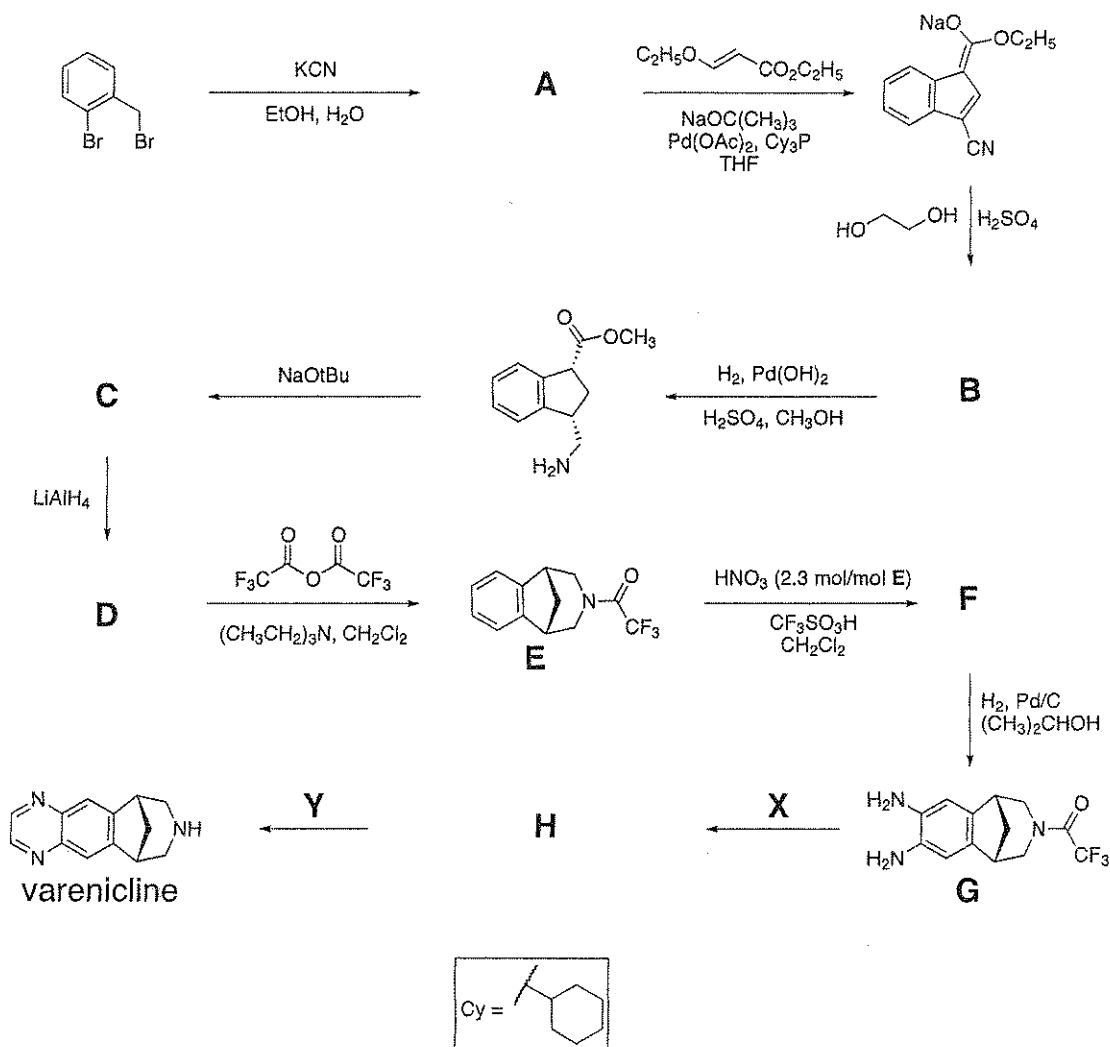 KCN
EtOH, H₂O
A
C₂H₅O
CO₂C₂H₅
NaOC(CH₃)₃
Pd(OAc)₂, Cy₃P
THF
NaO
OC₂H₅
CN
Br Br
HO OH
H₂SO₄
C
NaOtBu
O
OCH₃
H₂N
H₂, Pd(OH)₂
H₂SO₄, CH₃OH
B
LiAlH₄
D
O O
F₃C O CF₃
(CH₃CH₂)₃N, CH₂Cl₂
N O
CF₃
E
HNO₃ (2.3 mol/mol E)
CF₃SO₃H
CH₂Cl₂
F
H₂, Pd/C
(CH₃)₂CHOH
N
N
NH
varenicline
Y
H
X
H₂N
H₂N
N O
CF₃
G
Cy =